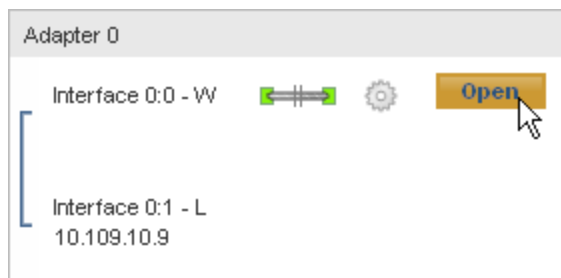 Adapter 0
Interface 0:0 - W
Open
Interface 0:1 - L
10.109.10.9